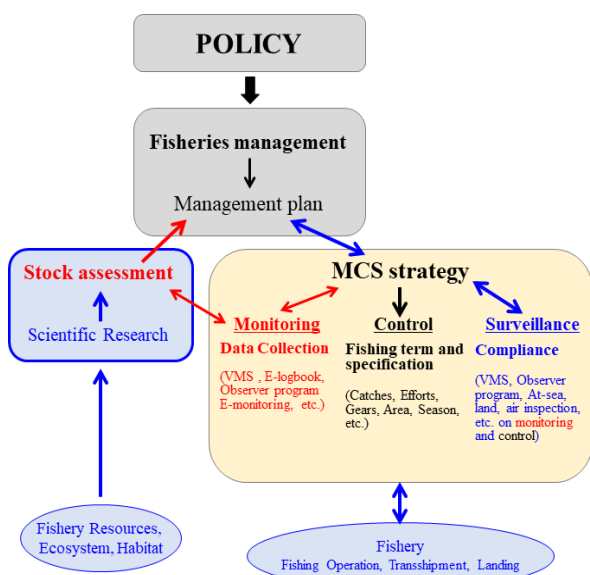 POLICY
Fisheries management
Management plan
Stock assessment
Scientific Research
MCS strategy
Monitoring
Data Collection
(VMS , E-logbook,
Observer program
E-monitoring, etc.)
Control
Fishing term and
specification
(Catches, Efforts,
Gears, Area, Season,
etc.)
Surveillance
Compliance
(VMS, Observer
program, At-sea,
land, air inspection,
etc. on monitoring
and control)
Fishery Resources,
Ecosystem, Habitat
Fishery
Fishing Operation, Transshipment, Landing